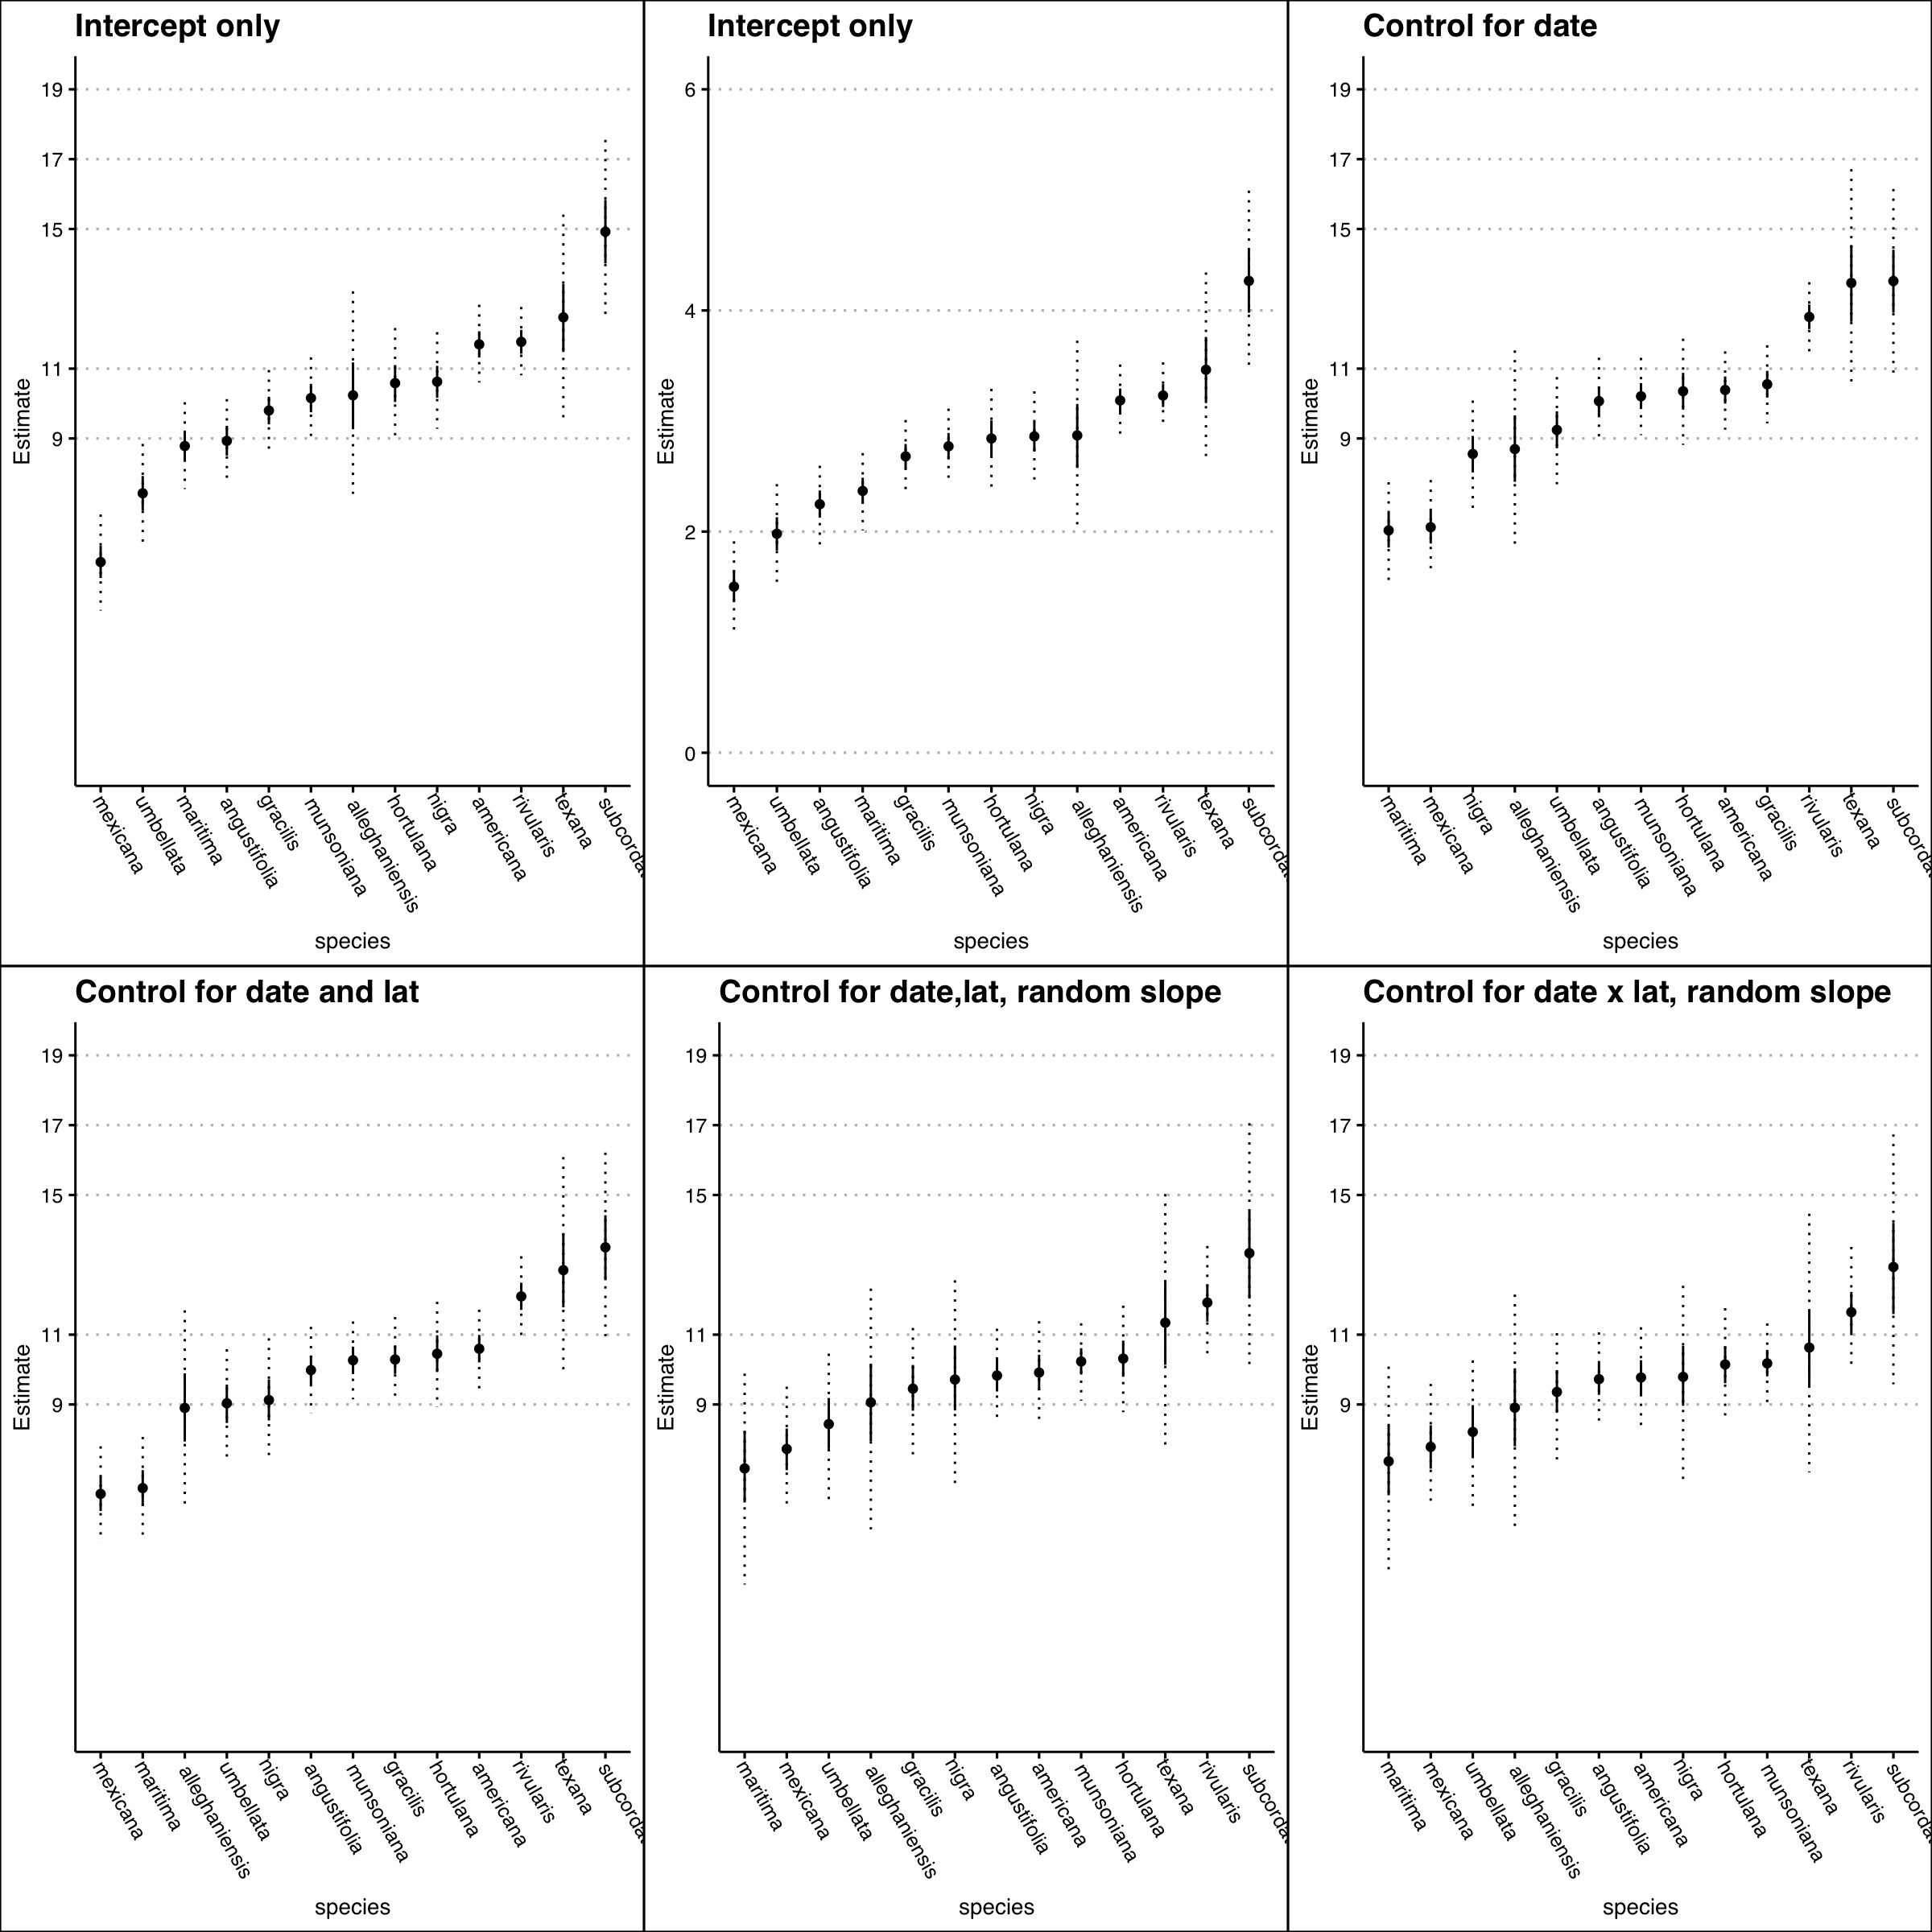 Intercept only
19
17
15
11
9
Estimate
mexicana
umbellata
maritima
angustifolia
gracilis
munsoniana
alleghaniensis
hortulana
nigra
americana
rivularis
texana
subcorda
species
Intercept only
6
4
2
0
Estimate
mexicana
umbellata
angustifolia
maritima
gracilis
munsoniana
hortulana
nigra
alleghaniensis
americana
rivularis
texana
subcorda
species
Control for date
19
17
15
11
9
Estimate
maritima
mexicana
nigra
alleghaniensis
umbellata
angustifolia
munsoniana
hortulana
americana
gracilis
rivularis
texana
subcorda
species
Control for date and lat
19
17
15
11
9
Estimate
mexicana
maritima
alleghaniensis
umbellata
nigra
angustifolia
munsoniana
gracilis
hortulana
americana
rivularis
texana
subcorda
species
Control for date,lat, random slope
19
17
15
11
9
Estimate
maritima
mexicana
umbellata
alleghaniensis
gracilis
nigra
angustifolia
americana
munsoniana
hortulana
texana
rivularis
subcorda
species
Control for date x lat, random slope
19
17
15
11
9
Estimate
maritima
mexicana
umbellata
alleghaniensis
gracilis
angustifolia
americana
nigra
hortulana
munsoniana
texana
rivularis
subcorda
species